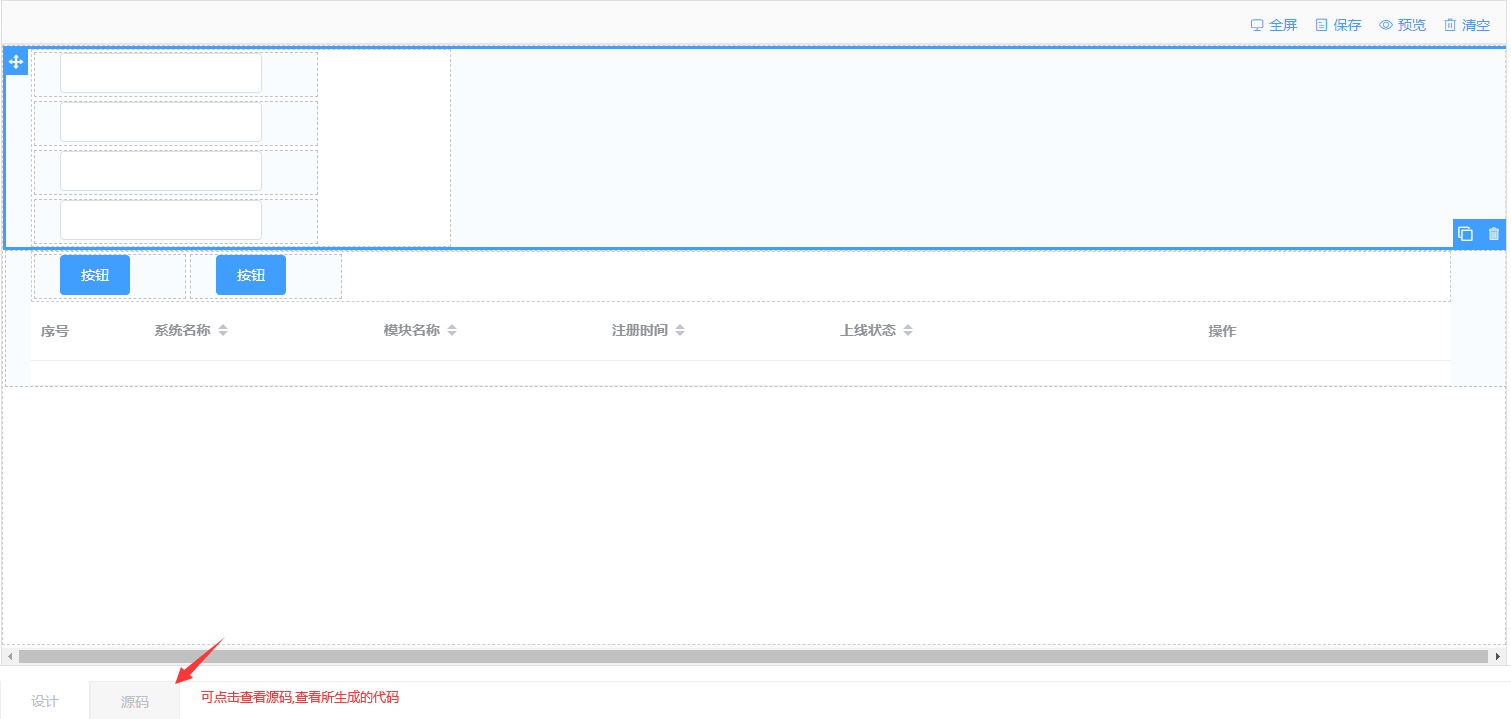 全屏 保存 预览 清空
按钮 按钮
序号 系统名称 模块名称 注册时间 上线状态 操作
设计 源码 可点击查看源码,查看所生成的代码